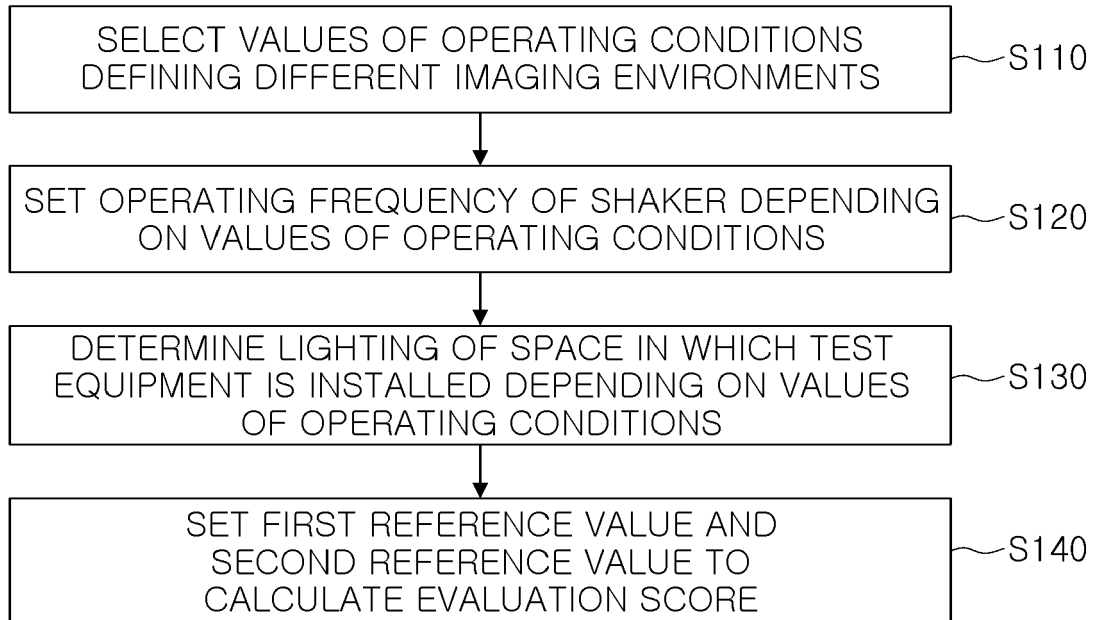 SELECT VALUES OF OPERATING CONDITIONS
DEFINING DIFFERENT IMAGING ENVIRONMENTS
S110
SET OPERATING FREQUENCY OF SHAKER DEPENDING
ON VALUES OF OPERATING CONDITIONS
S120
DETERMINE LIGHTING OF SPACE IN WHICH TEST
EQUIPMENT IS INSTALLED DEPENDING ON VALUES
OF OPERATING CONDITIONS
S130
SET FIRST REFERENCE VALUE AND
SECOND REFERENCE VALUE TO
CALCULATE EVALUATION SCORE
S140